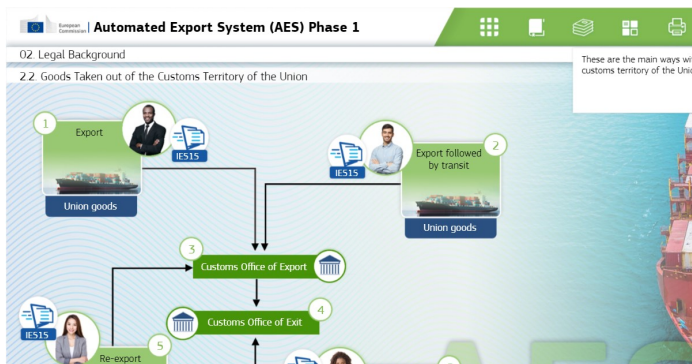 European
Commission
Automated Export System (AES) Phase 1
02. Legal Background
2.2. Goods Taken out of the Customs Territory of the Union
These are the main ways wi
customs territory of the Unio
1
Export
IE515
Union goods
IE515
Export followed
by transit
2
Union goods
3
Customs Office of Export
4
Customs Office of Exit
IE515
5
Re-export